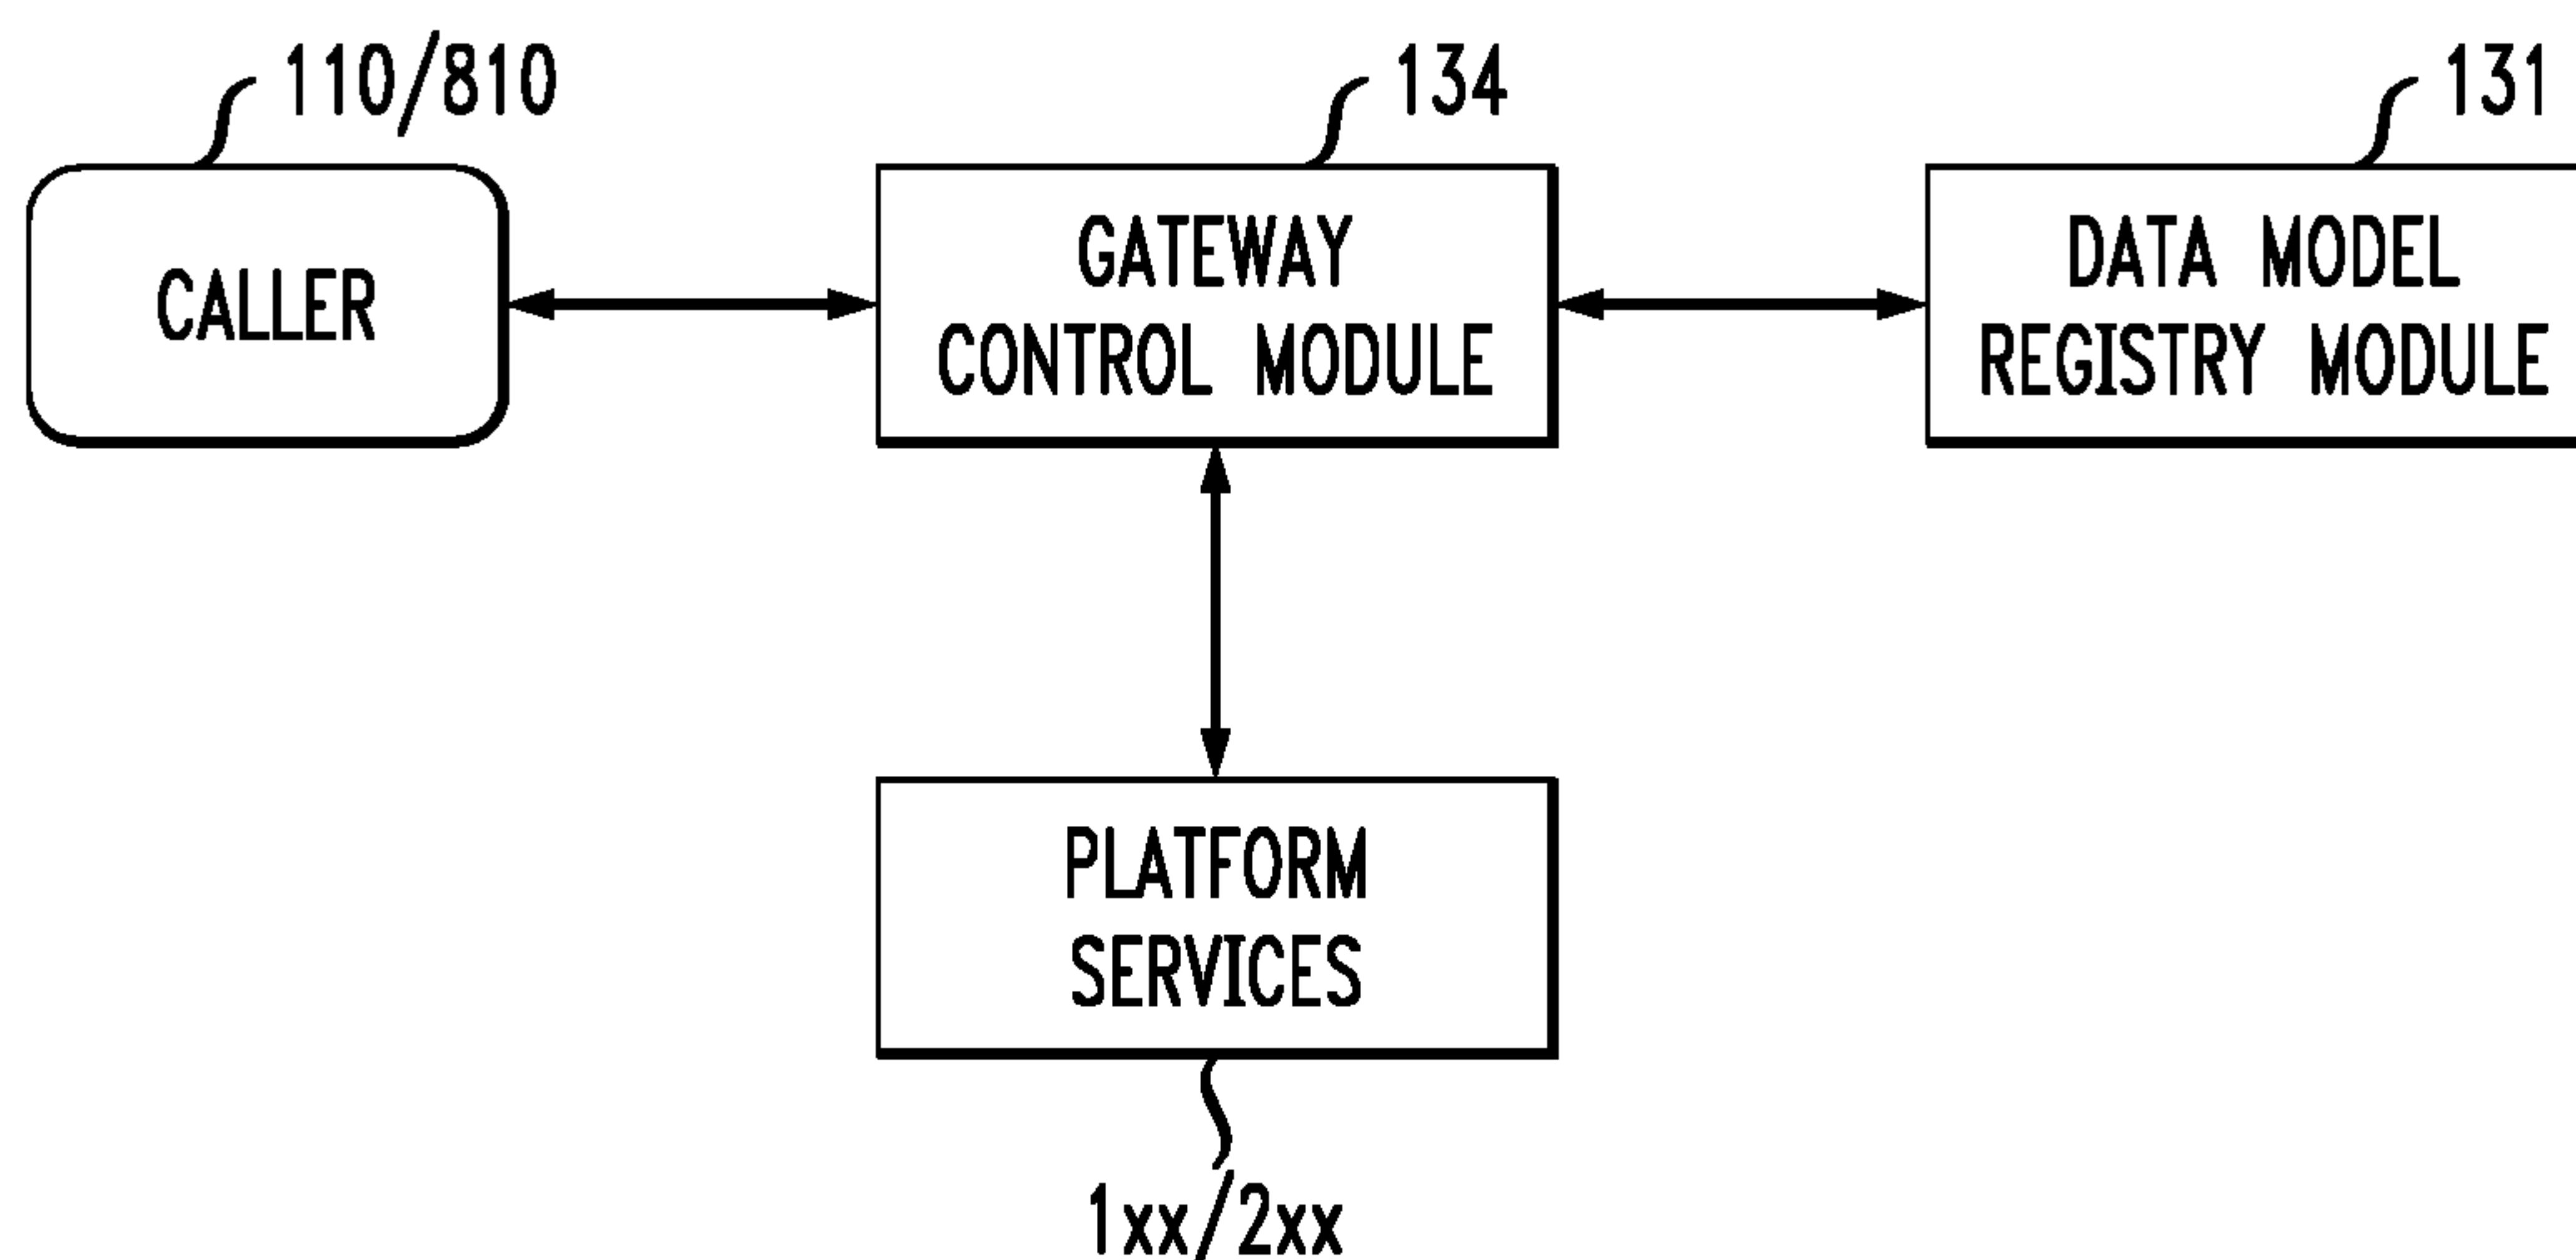 110/810
134
131
CALLER
GATEWAY
CONTROL MODULE
DATA MODEL
REGISTRY MODULE
PLATFORM
SERVICES
1xx/2xx